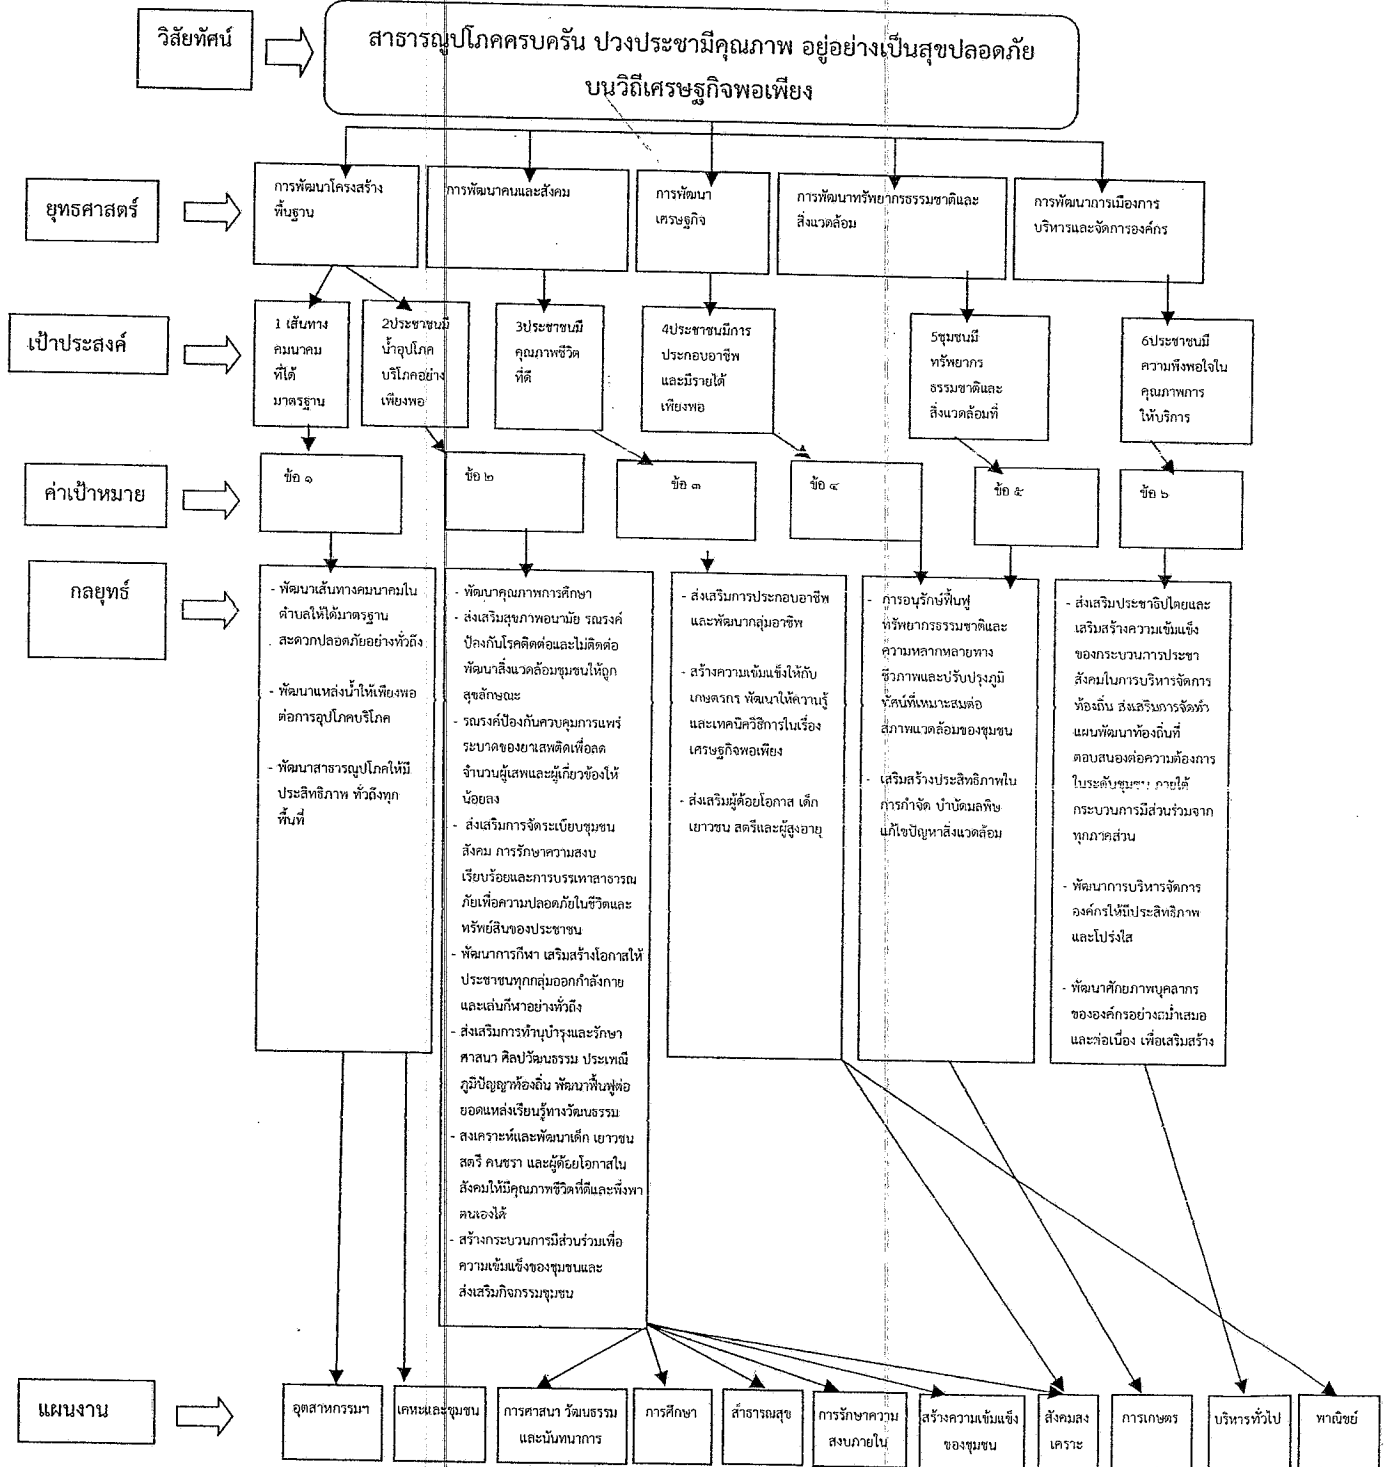 วิสัยทัศน์
สาธารณูปโภคครบครัน ปวงประชามีคุณภาพ อยู่อย่างเป็นสุขปลอดภัย
บนวิถีเศรษฐกิจพอเพียง
ยุทธศาสตร์
การพัฒนาโครงสร้าง
พื้นฐาน
การพัฒนาคนและสังคม
การพัฒนา
เศรษฐกิจ
การพัฒนาทรัพยากรธรรมชาติและ
สิ่งแวดล้อม
การพัฒนาการเมืองการ
บริหารและจัดการองค์กร
เป้าประสงค์
1 เส้นทาง
คมนาคม
ที่ได้
มาตรฐาน
2ประชาชนมี
น้ำอุปโภค
บริโภคอย่าง
เพียงพอ
3ประชาชนมี
คุณภาพชีวิต
ที่ดี
4ประชาชนมีการ
ประกอบอาชีพ
และมีรายได้
เพียงพอ
5ชุมชนมี
ทรัพยากร
ธรรมชาติและ
สิ่งแวดล้อมที่
6ประชาชนมี
ความพึงพอใจใน
คุณภาพการ
ให้บริการ
ค่าเป้าหมาย
ข้อ ๑
ข้อ ๒
ข้อ ๓
ข้อ ๔
ข้อ ๕
ข้อ ๖
กลยุทธ์
- พัฒนาเส้นทางคมนาคมใน
ตำบลให้ได้มาตรฐาน
สะดวกปลอดภัยอย่างทั่วถึง
- พัฒนาแหล่งน้ำให้เพียงพอ
ต่อการอุปโภคบริโภค
- พัฒนาสาธารณูปโภคให้มี
ประสิทธิภาพ ทั่วถึงทุก
พื้นที่
- พัฒนาคุณภาพการศึกษา
- ส่งเสริมสุขภาพอนามัย รณรงค์
ป้องกันโรคติดต่อและไม่ติดต่อ
พัฒนาสิ่งแวดล้อมชุมชนให้ถูก
สุขลักษณะ
- รณรงค์ป้องกันควบคุมการแพร่
ระบาดของยาเสพติดเพื่อลด
จำนวนผู้เสพและผู้เกี่ยวข้องให้
น้อยลง
- ส่งเสริมการจัดระเบียบชุมชน
สังคม การรักษาความสงบ
เรียบร้อยและการบรรเทาสาธารณ
ภัยเพื่อความปลอดภัยในชีวิตและ
ทรัพย์สินของประชาชน
- พัฒนาการกีฬา เสริมสร้างโอกาสให้
ประชาชนทุกกลุ่มออกกำลังกาย
และเล่นกีฬาอย่างทั่วถึง
- ส่งเสริมการทำนุบำรุงและรักษา
ศาสนา ศิลปวัฒนธรรม ประเพณี
ภูมิปัญญาท้องถิ่น พัฒนาฟื้นฟูต่อ
ยอดแหล่งเรียนรู้ทางวัฒนธรรม
- สงเคราะห์และพัฒนาเด็ก เยาวชน
สตรี คนชรา และผู้ด้อยโอกาสใน
สังคมให้มีคุณภาพชีวิตที่ดีและพึ่งพา
ตนเองได้
- สร้างกระบวนการมีส่วนร่วมเพื่อ
ความเข้มแข็งของชุมชนและ
ส่งเสริมกิจกรรมชุมชน
- ส่งเสริมการประกอบอาชีพ
และพัฒนากลุ่มอาชีพ
- สร้างความเข้มแข็งให้กับ
เกษตรกร พัฒนาให้ความรู้
และเทคนิควิธีการในเรื่อง
เศรษฐกิจพอเพียง
- ส่งเสริมผู้ด้อยโอกาส เด็ก
เยาวชน สตรีและผู้สูงอายุ
- การอนุรักษ์ฟื้นฟู
ทรัพยากรธรรมชาติและ
ความหลากหลายทาง
ชีวภาพและปรับปรุงภูมิ
ทัศน์ที่เหมาะสมต่อ
สภาพแวดล้อมของชุมชน
- เสริมสร้างประสิทธิภาพใน
การกำจัด บำบัดมลพิษ
แก้ไขปัญหาสิ่งแวดล้อม
- ส่งเสริมประชาธิปไตยและ
เสริมสร้างความเข้มแข็ง
ของกระบวนการประชา
สังคมในการบริหารจัดการ
ท้องถิ่น ส่งเสริมการจัดทำ
แผนพัฒนาท้องถิ่นที่
ตอบสนองต่อความต้องการ
ในระดับชุมชน ภายใต้
กระบวนการมีส่วนร่วมจาก
ทุกภาคส่วน
- พัฒนาการบริหารจัดการ
องค์กรให้มีประสิทธิภาพ
และโปร่งใส
- พัฒนาศักยภาพบุคลากร
ขององค์กรอย่างสม่ำเสมอ
และต่อเนื่อง เพื่อเสริมสร้าง
แผนงาน
อุตสาหกรรมฯ
เคหะและชุมชน
การศาสนา วัฒนธรรม
และนันทนาการ
การศึกษา
สาธารณสุข
การรักษาความ
สงบภายใน
สร้างความเข้มแข็ง
ของชุมชน
สังคมสง
เคราะ
การเกษตร
บริหารทั่วไป
พาณิชย์